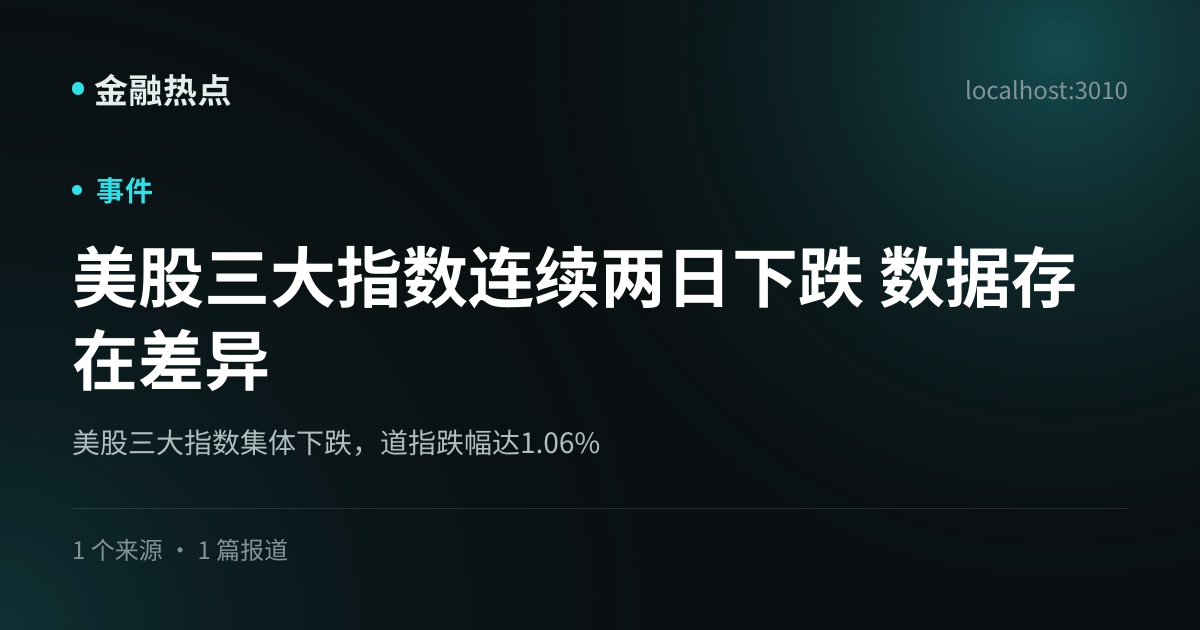 金融热点
localhost:3010
事件
美股三大指数连续两日下跌 数据存
在差异
美股三大指数集体下跌，道指跌幅达1.06%
1 个来源 · 1 篇报道